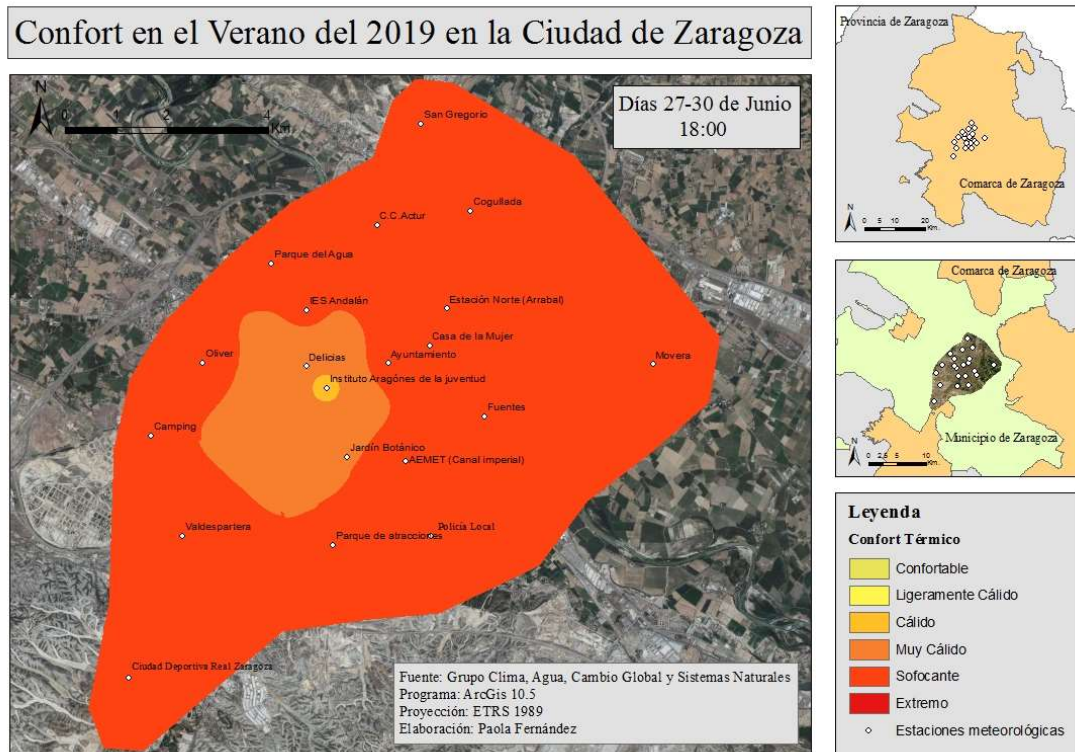 Confort en el Verano del 2019 en la Ciudad de Zaragoza
Días 27-30 de Junio
18:00
N
0 1 2 4
Km.
San Gregorio
Cogullada
C.C.Actur
Parque del Agua
IES Andalán
Estación Norte (Arrabal)
Casa de la Mujer
Oliver
Delicias
Ayuntamiento
Movera
Instituto Aragónes de la juventud
Fuentes
Camping
Jardín Botánico
AEMET (Canal imperial)
Valdespartera
Policía Local
Parque de atracciones
Ciudad Deportiva Real Zaragoza
Fuente: Grupo Clima, Agua, Cambio Global y Sistemas Naturales
Programa: ArcGis 10.5
Proyección: ETRS 1989
Elaboración: Paola Fernández
Provincia de Zaragoza
Comarca de Zaragoza
N
0 5 10 20
Km.
Comarca de Zaragoza
Municipio de Zaragoza
N
0 2,5 5 10
Km.
Leyenda
Confort Térmico
Confortable
Ligeramente Cálido
Cálido
Muy Cálido
Sofocante
Extremo
Estaciones meteorológicas